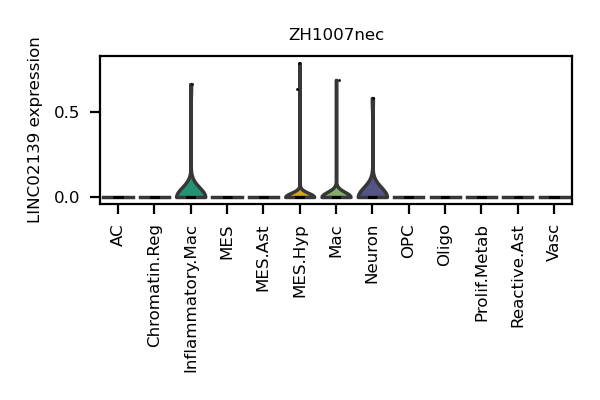 ZH1007nec
LINC02139 expression
0.5
0.0
AC
Chromatin.Reg
Inflammatory.Mac
MES
MES.Ast
MES.Hyp
Mac
Neuron
OPC
Oligo
Prolif.Metab
Reactive.Ast
Vasc